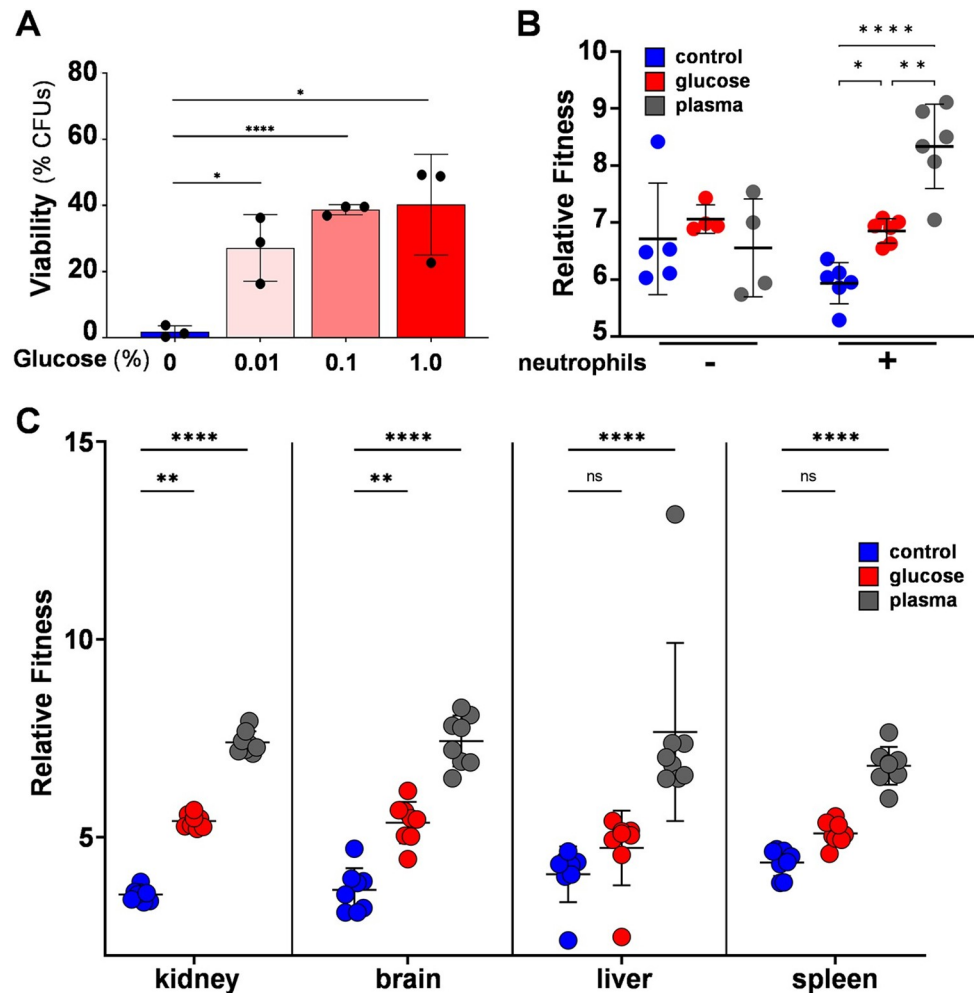 A
Viability (% CFUs)
80
60
40
20
0
*
****
*
Glucose (%)
0 0.01 0.1 1.0
B
Relative Fitness
10
9
8
7
6
5
control
glucose
plasma
****
* **
neutrophils - +
C
Relative Fitness
15
10
5
**** **** **** ****
** ** ns ns
control
glucose
plasma
kidney brain liver spleen